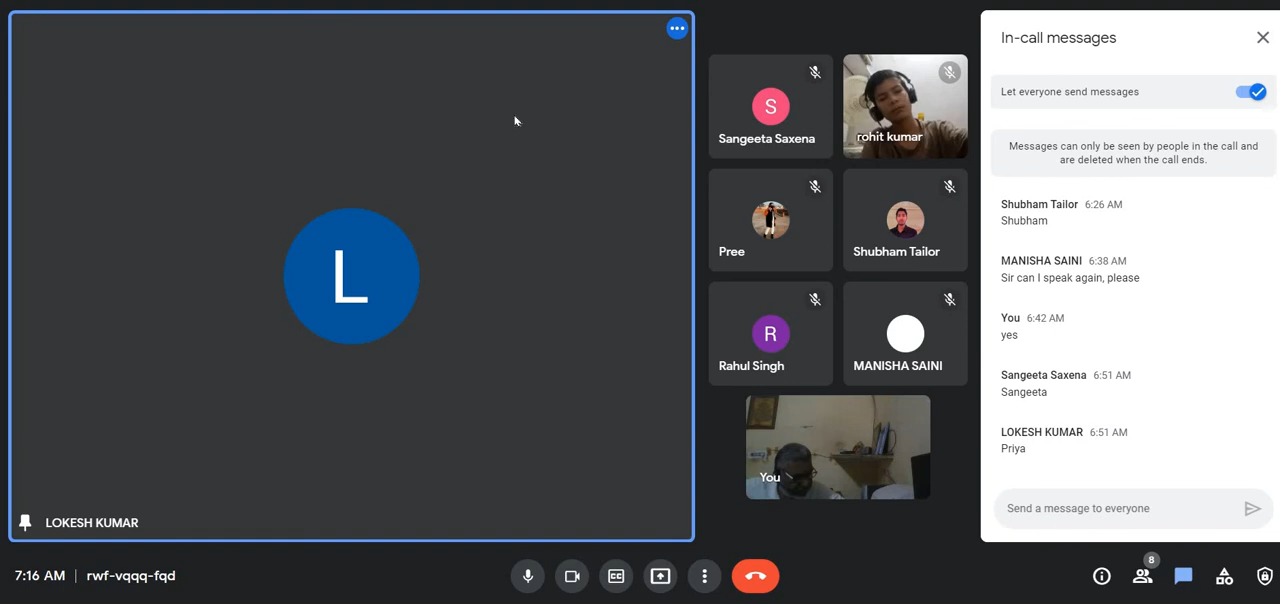 L
LOKESH KUMAR
S
Sangeeta Saxena
rohit kumar
Pree
Shubham Tailor
R
Rahul Singh
MANISHA SAINI
You
In-call messages
Let everyone send messages
Messages can only be seen by people in the call and
are deleted when the call ends.
Shubham Tailor 6:26 AM
Shubham
MANISHA SAINI 6:38 AM
Sir can I speak again, please
You 6:42 AM
yes
Sangeeta Saxena 6:51 AM
Sangeeta
LOKESH KUMAR 6:51 AM
Priya
Send a message to everyone
7:16 AM | rwf-vqqq-fqd
CC
8